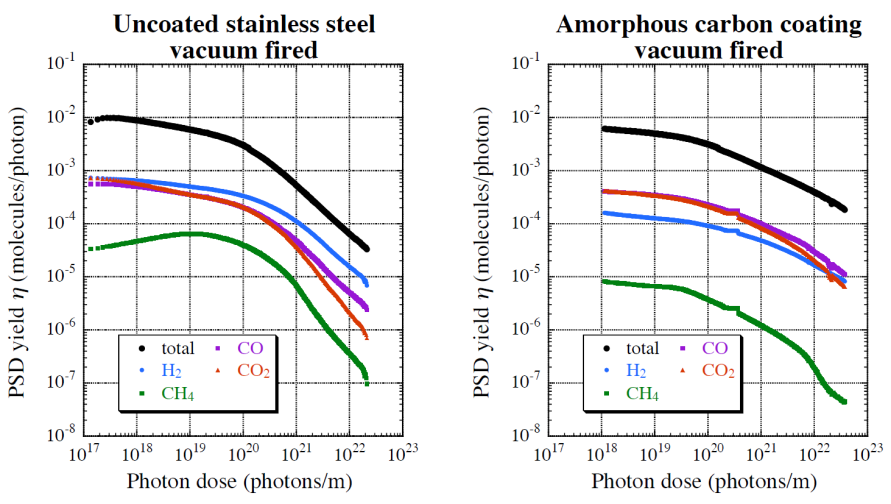 Uncoated stainless steel
vacuum fired
PSD yield η (molecules/photon)
10⁻¹
10⁻²
10⁻³
10⁻⁴
10⁻⁵
10⁻⁶
10⁻⁷
10⁻⁸
total
CO
H₂
CO₂
CH₄
10¹⁷ 10¹⁸ 10¹⁹ 10²⁰ 10²¹ 10²² 10²³
Photon dose (photons/m)
Amorphous carbon coating
vacuum fired
PSD yield η (molecules/photon)
10⁻¹
10⁻²
10⁻³
10⁻⁴
10⁻⁵
10⁻⁶
10⁻⁷
10⁻⁸
total
CO
H₂
CO₂
CH₄
10¹⁷ 10¹⁸ 10¹⁹ 10²⁰ 10²¹ 10²² 10²³
Photon dose (photons/m)